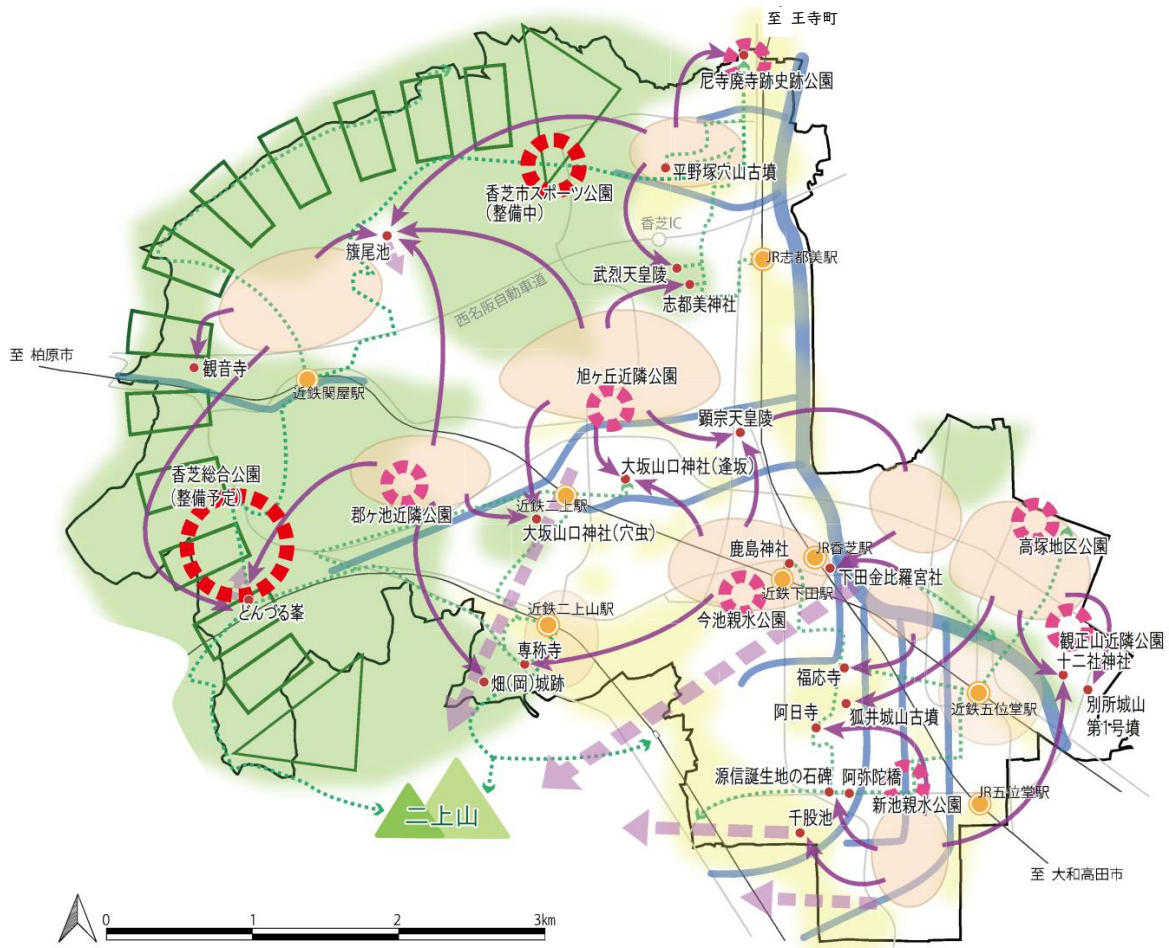 至 王寺町
尼寺廃寺跡史跡公園
平野塚穴山古墳
香芝市スポーツ公園
(整備中)
香芝IC
旗尾池
JR志都美駅
武烈天皇陵
志都美神社
西名阪自動車道
至 柏原市
観音寺
近鉄関屋駅
旭ヶ丘近隣公園
顕宗天皇陵
香芝総合公園
(整備予定)
大坂山口神社(逢坂)
郡ヶ池近隣公園
近鉄二上駅
大坂山口神社(穴虫)
高塚地区公園
鹿島神社
JR香芝駅
下田金比羅宮社
近鉄下田駅
どんづる峯
今池親水公園
近鉄二上山駅
観正山近隣公園
専称寺
十二社神社
福応寺
畑(岡)城跡
近鉄五位堂駅
別所城山
第1号墳
狐井城山古墳
阿日寺
源信誕生地の石碑
阿弥陀橋
新池親水公園
JR五位堂駅
二上山
千股池
至 大和高田市
0
1
2
3km